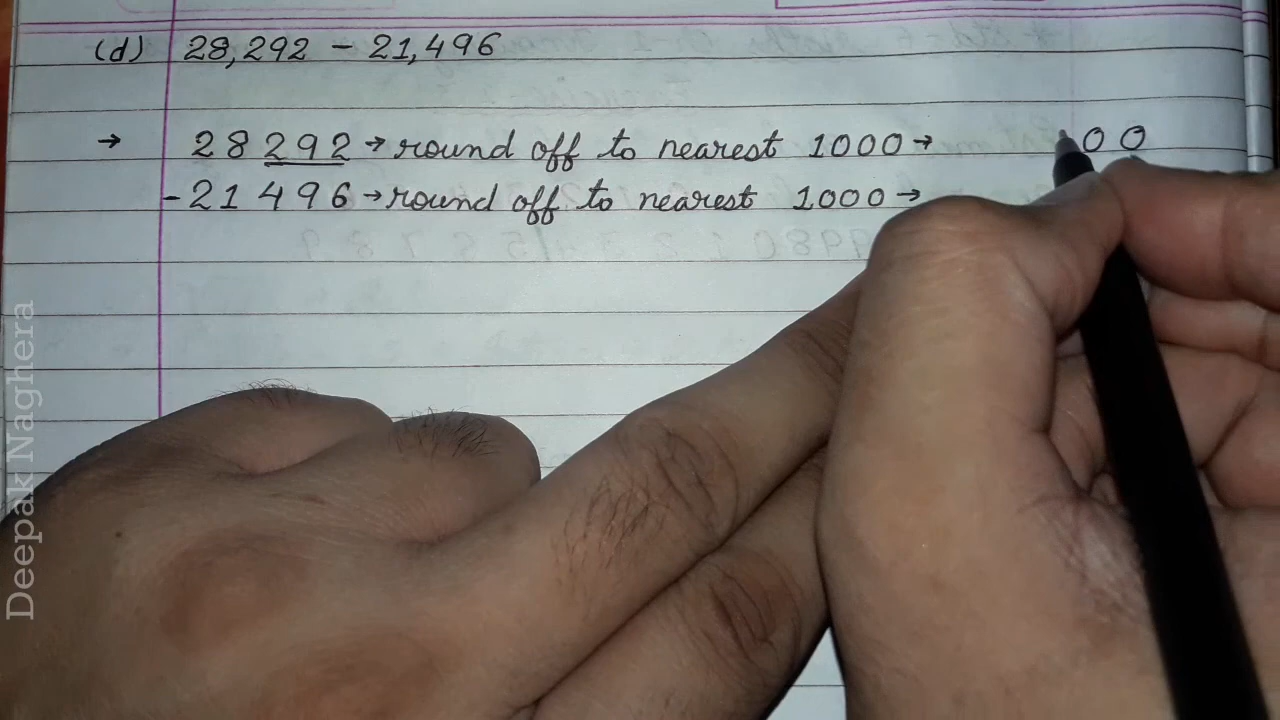 (d) 28,292 - 21,496
→ 28292 → round off to nearest 1000 → 00
-21496 → round off to nearest 1000 →
Deepak Naghera